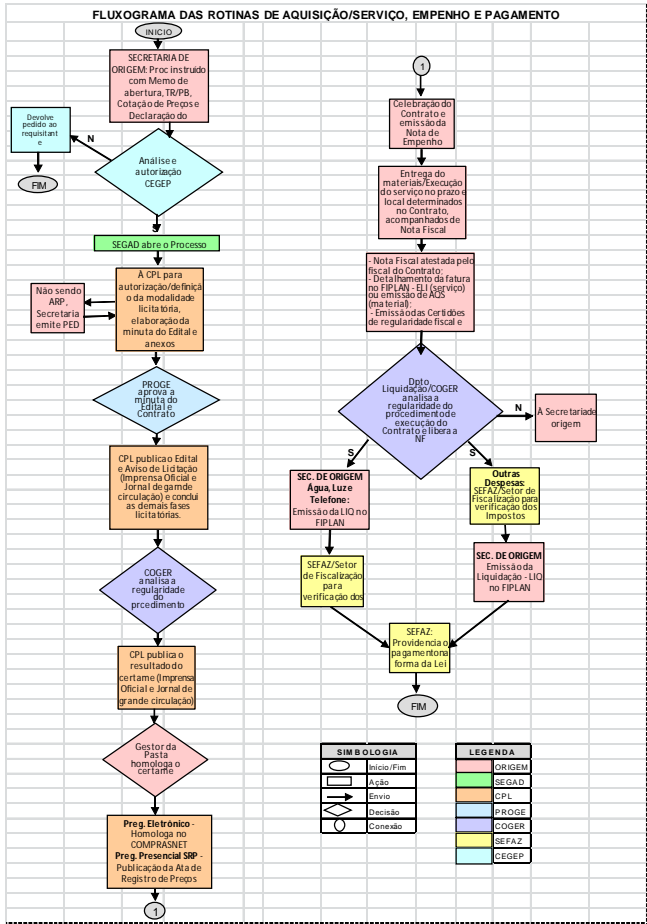 FLUXOGRAMA DAS ROTINAS DE AQUISIÇÃO/SERVIÇO, EMPENHO E PAGAMENTO
INICIO
SECRETARIA DE
ORIGEM: Proc instruido
com Memo de
abertura, TR/PB,
Cotação de Preços e
Declaração do
Devolve
pedido ao
requisitant
e
N
FIM
Análise e
autorização
CEGEP
S
SEGAD abre o Processo
Não sendo
ARP,
Secretaria
emite PED
À CPL para
autorização/definiçã
o da modalidade
licitatória,
elaboração da
minuta do Edital e
anexos
PROGE
aprova a
minuta do
Edital e
Contrato
CPL publica o Edital
e Aviso de Licitação
(Imprensa Oficial e
Jornal de garnde
circulação) e conclui
as demais fases
licitatórias.
COGER
analisa a
regularidade
do
prcedimento
CPL publica o
resultado do
certame (Imprensa
Oficial e Jornal de
grande circulação)
Gestor da
Pasta
homologa o
certame
Preg. Eletrônico -
Homologa no
COMPRASNET
Preg. Presencial SRP -
Publicação da Ata de
Registro de Preços
1
1
Celebração do
Contrato e
emissão da
Nota de
Empenho
Entrega do
materiais/Execução
do serviço no prazo e
local determinados
no Contrato,
acompanhados de
Nota Fiscal
- Nota Fiscal atestada pelo
fiscal do Contrato;
- Detalhamento da fatura
no FIPLAN - ELI (serviço)
ou emissão de AQS
(material);
- Emissão das Certidões
de regularidade fiscal e
Dpto
Liquidação/COGER
analisa a
regularidade do
procedimento de
execução do
Contrato e libera a
NF
N
À Secretaria de
origem
S
S
SEC. DE ORIGEM
Água, Luz e
Telefone:
Emissão da LIQ no
FIPLAN
Outras
Despesas:
SEFAZ/Setor de
Fiscalização para
verificação dos
Impostos
SEFAZ/Setor
de Fiscalização
para
verificação dos
SEC. DE ORIGEM
Emissão da
Liquidação - LIQ
no FIPLAN
SEFAZ:
Providencia o
pagamento na
forma da Lei
FIM
SIMBOLOGIA
Início/Fim
Ação
Envio
Decisão
Conexão
LEGENDA
ORIGEM
SEGAD
CPL
PROGE
COGER
SEFAZ
CEGEP